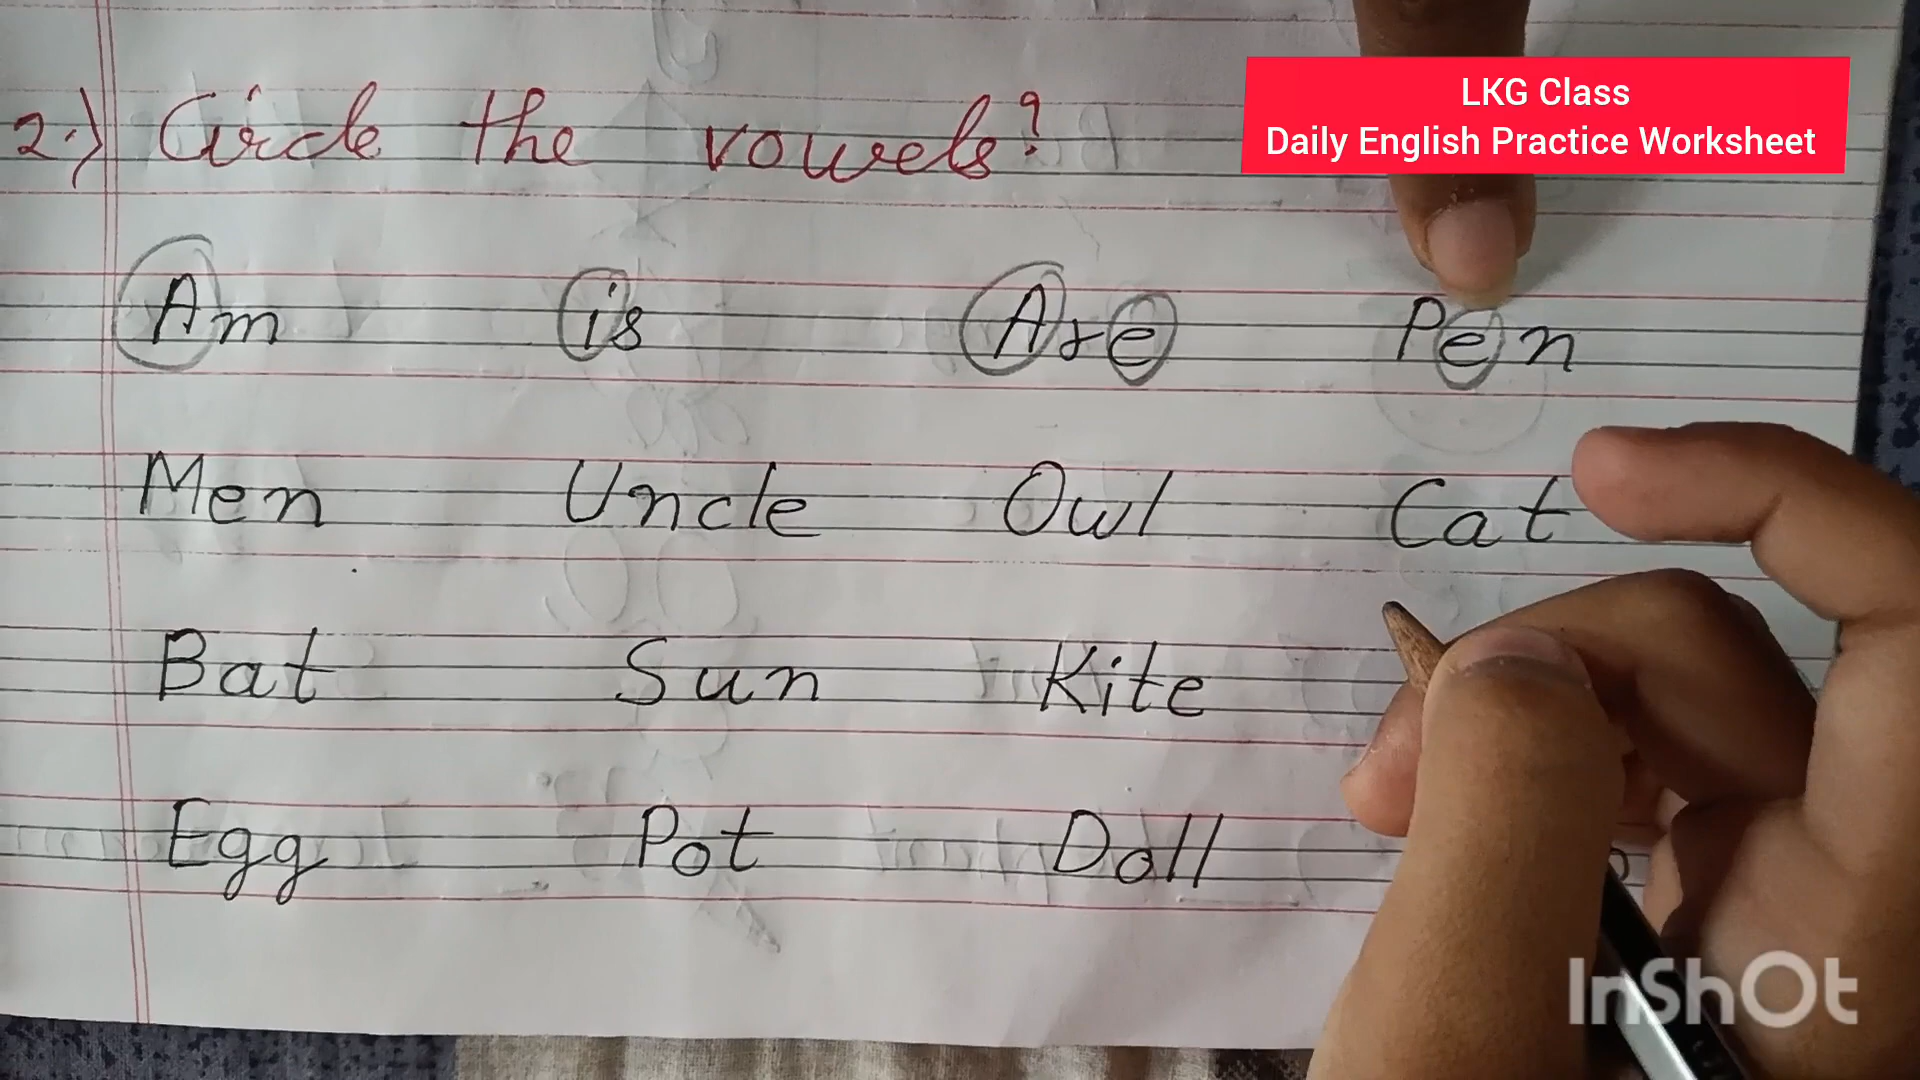 LKG Class
Daily English Practice Worksheet
2.) Circle the vowels?
Am is Are Pen
Men Uncle Owl Cat
Bat Sun Kite
Egg Pot Doll
InShOt